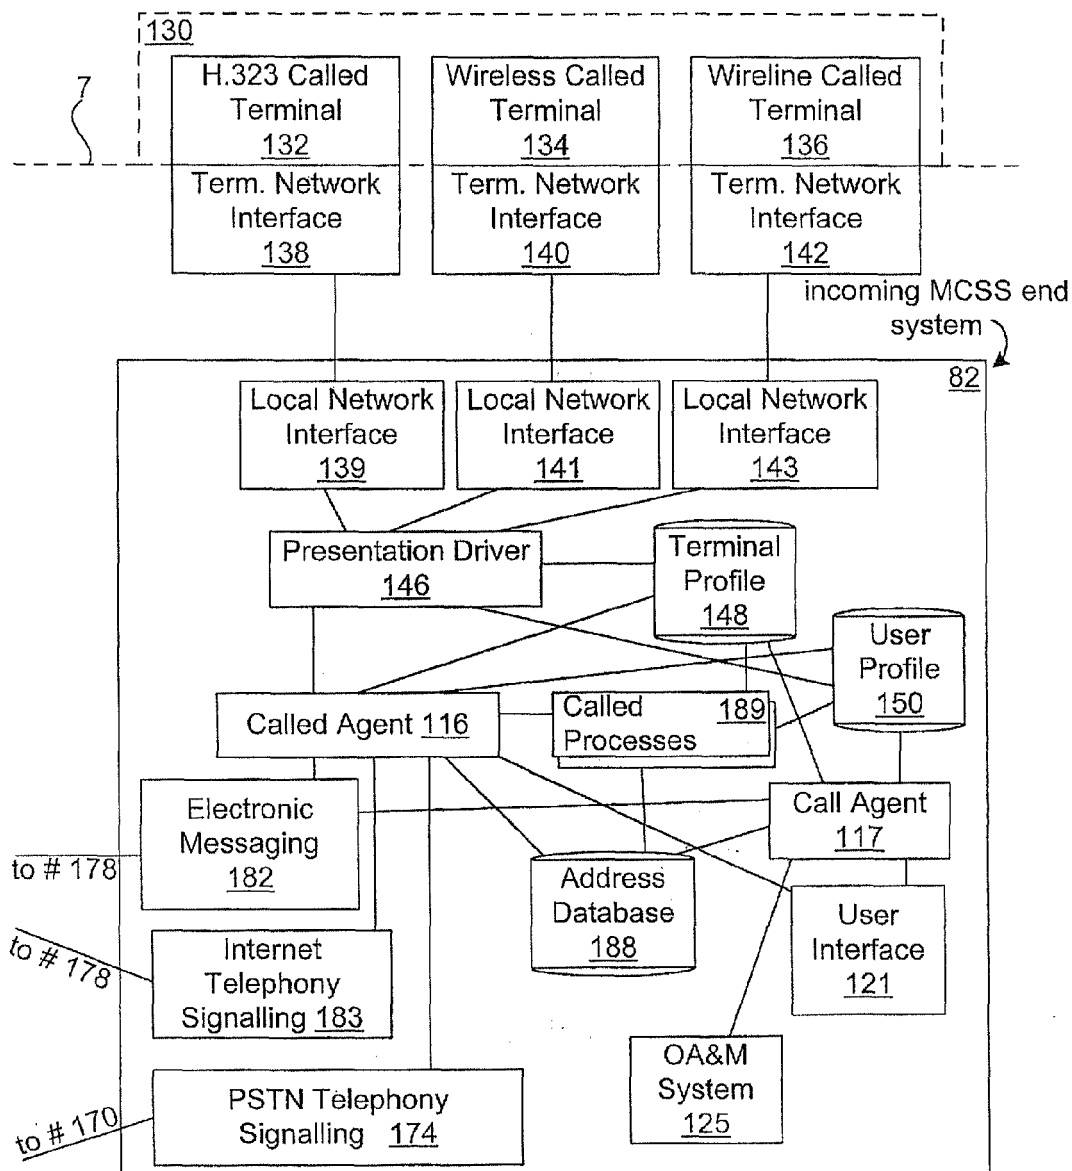 130
7
H.323 Called
Terminal
132
Wireless Called
Terminal
134
Wireline Called
Terminal
136
Term. Network
Interface
138
Term. Network
Interface
140
Term. Network
Interface
142
incoming MCSS end
system
82
Local Network
Interface
139
Local Network
Interface
141
Local Network
Interface
143
Presentation Driver
146
Terminal
Profile
148
User
Profile
150
Called Agent 116
Called
Processes
189
Electronic
Messaging
182
Call Agent
117
to # 178
Address
Database
188
User
Interface
121
to # 178
Internet
Telephony
Signalling 183
OA&M
System
125
PSTN Telephony
Signalling 174
to # 170